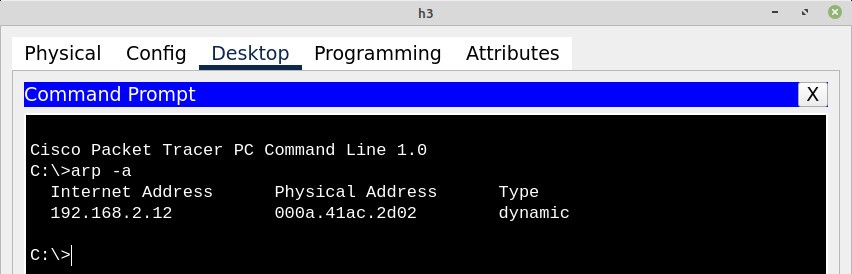 h3
Physical Config Desktop Programming Attributes
Command Prompt X
Cisco Packet Tracer PC Command Line 1.0
C:\>arp -a
Internet Address Physical Address Type
192.168.2.12 000a.41ac.2d02 dynamic
C:\>